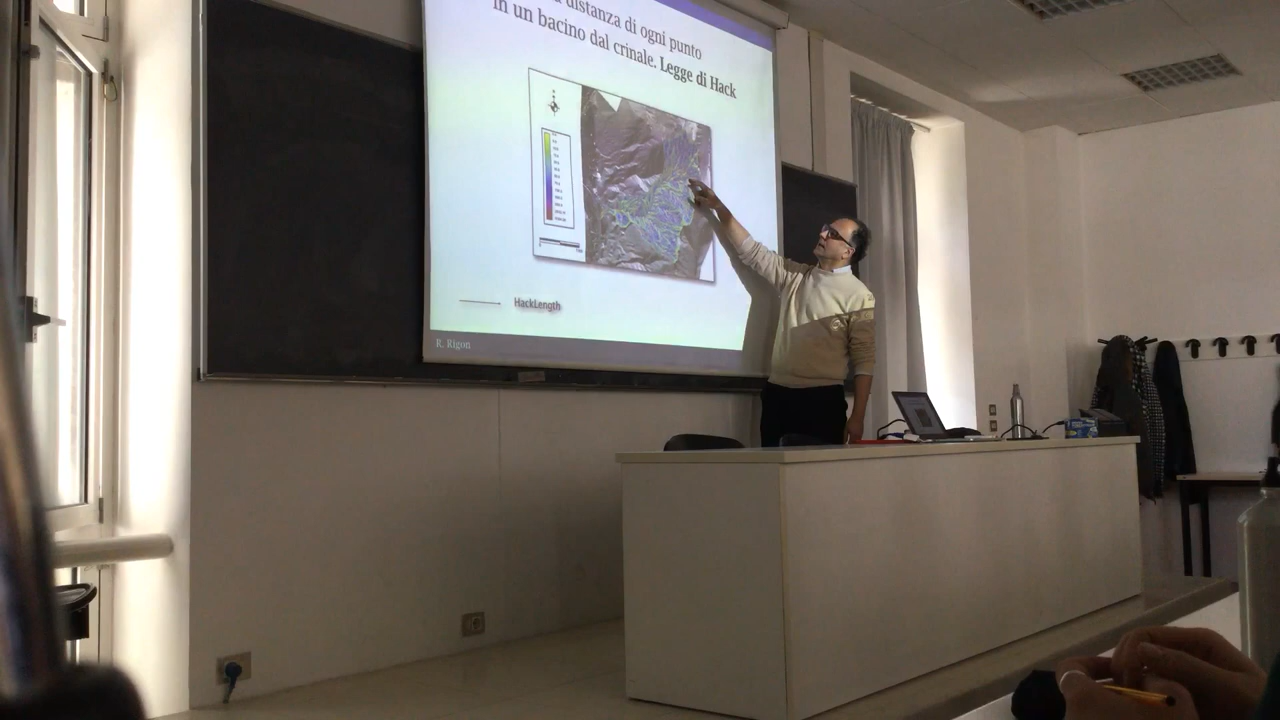 distanza di ogni punto
in un bacino dal crinale. Legge di Hack
HackLength
R. Rigon